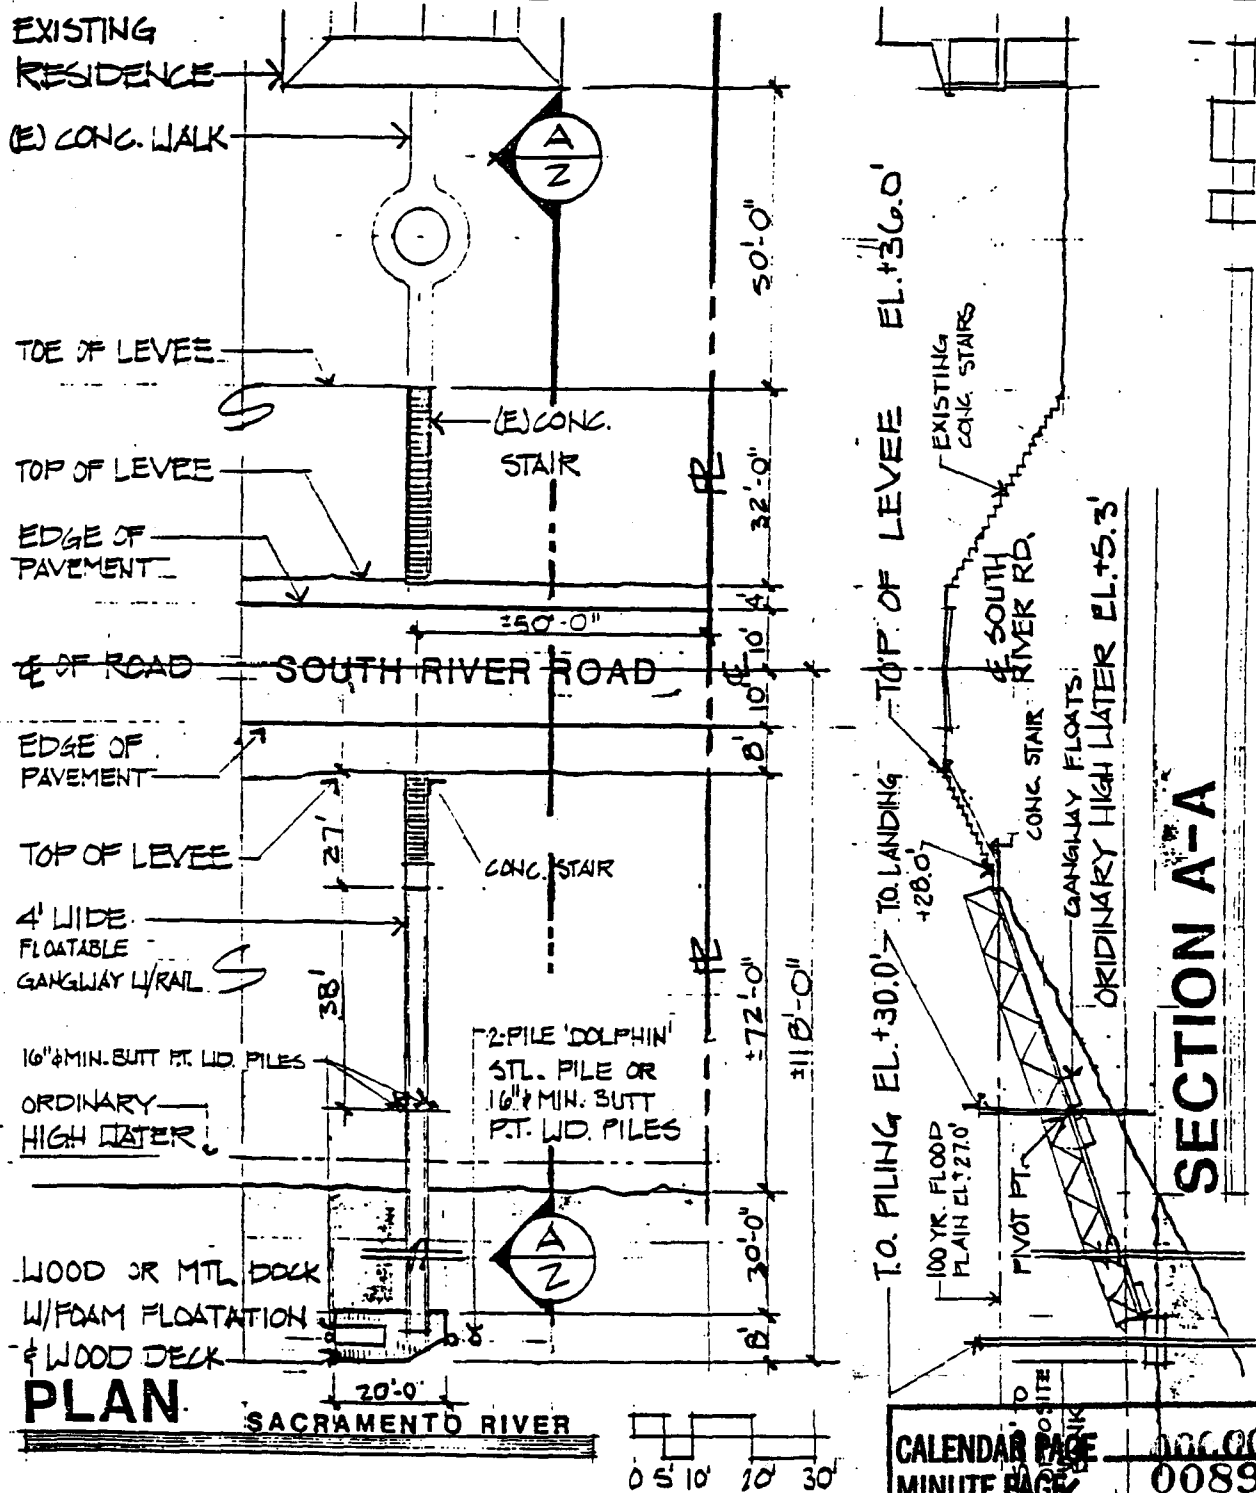 EXISTING
RESIDENCE
(E) CONC. WALK
A
2
50'-0"
TOE OF LEVEE
(E) CONC.
STAIR
TOP OF LEVEE
PL
32'-0"
EDGE OF
PAVEMENT
4'
±50'-0"
10'
℄ OF ROAD
SOUTH RIVER ROAD
℄
10'
EDGE OF
PAVEMENT
8'
TOP OF LEVEE
27'
CONC. STAIR
4' WIDE
FLOATABLE
GANGWAY W/RAIL
PL
38'
±72'-0"
±118'-0"
16"ϕ MIN. BUTT P.T. WD. PILES
2-PILE 'DOLPHIN'
STL. PILE OR
16"ϕ MIN. BUTT
P.T. WD. PILES
ORDINARY
HIGH WATER
A
2
30'-0"
WOOD OR MTL DOCK
W/FOAM FLOATATION
& WOOD DECK
8'
20'-0"
PLAN
SACRAMENTO RIVER
0 5' 10' 20' 30'
TOP OF LEVEE EL.+36.0'
EXISTING
CONC. STAIRS
℄ SOUTH
RIVER RD.
CONC. STAIR
GANGWAY FLOATS
ORIDINARY HIGH WATER EL.+5.3'
T.O. LANDING
+28.0'
T.O. PILING EL.+30.0'
100 YR. FLOOD
PLAIN EL.+27.0'
PIVOT PT.
SECTION A-A
CALENDAR PAGE
MINUTE PAGE
0089